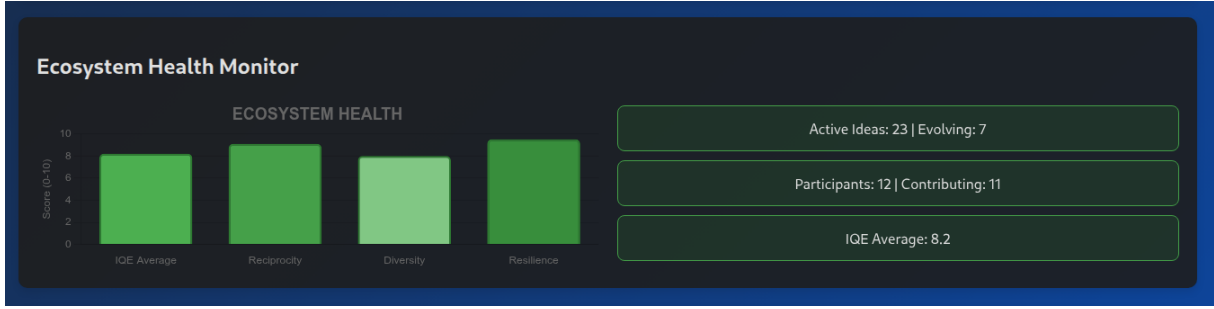 Ecosystem Health Monitor
ECOSYSTEM HEALTH
Score (0-10)
10
8
6
4
2
0
IQE Average Reciprocity Diversity Resilience
Active Ideas: 23 | Evolving: 7
Participants: 12 | Contributing: 11
IQE Average: 8.2